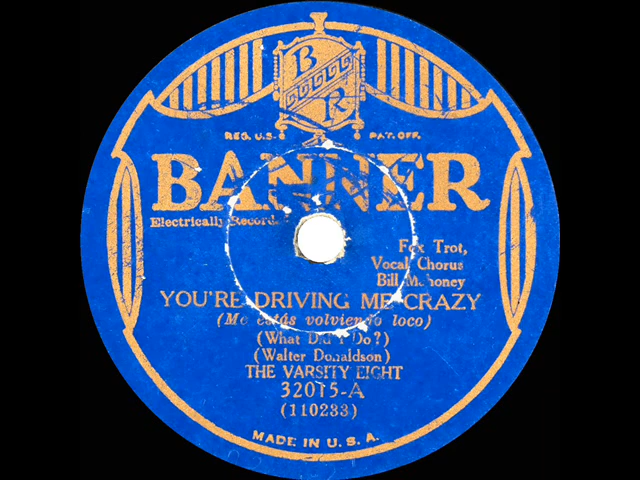 B
R
REG. U.S. PAT. OFF.
BANNER
Electrically Recorded
Fox Trot,
Vocal Chorus
Bill Mahoney
YOU'RE DRIVING ME CRAZY
(Me estás volviendo loco)
(What Did I Do?)
(Walter Donaldson)
THE VARSITY EIGHT
32015-A
(110233)
MADE IN U.S.A.